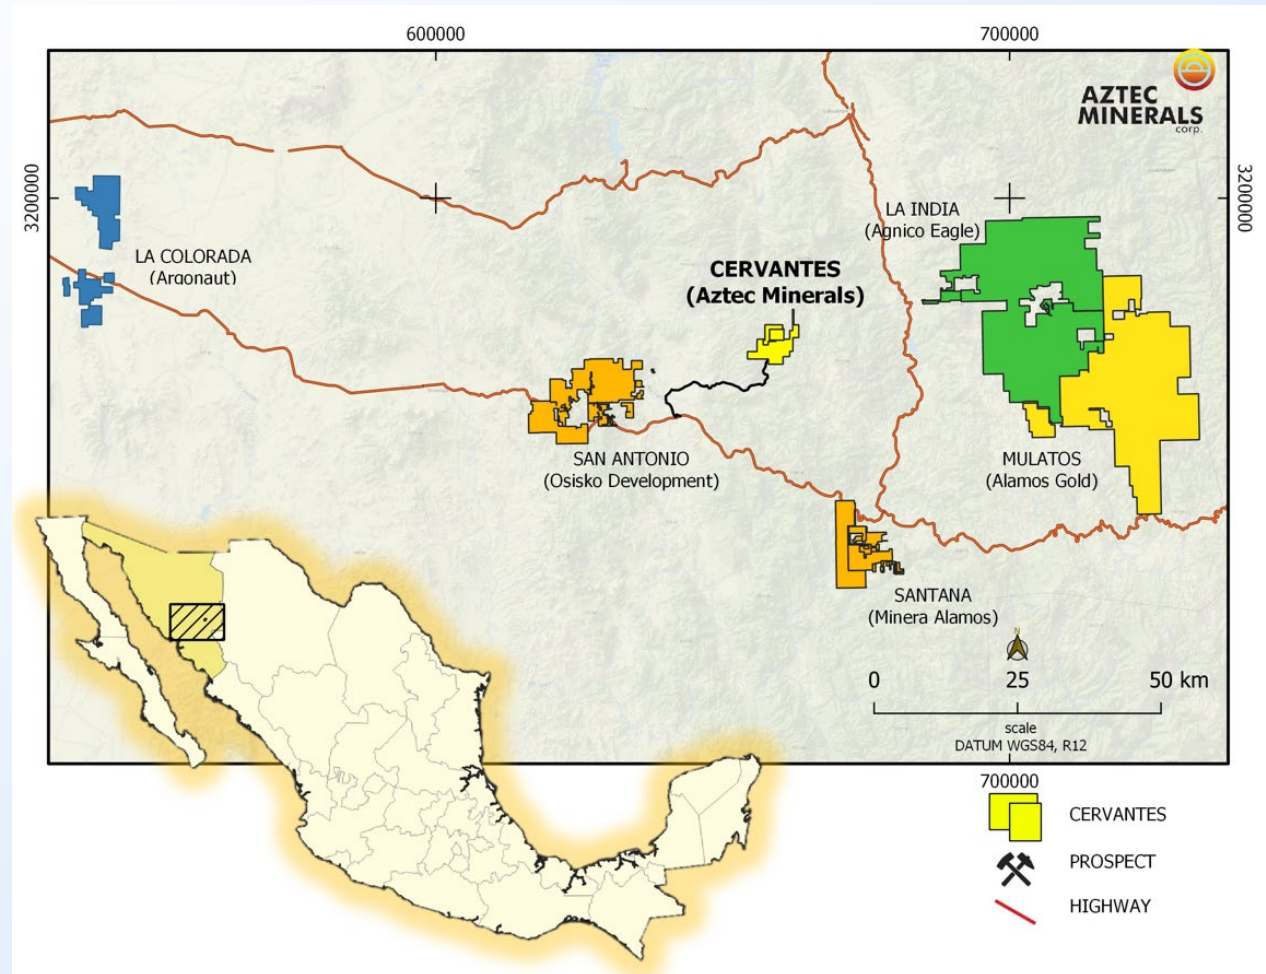 600000
700000
AZTEC
MINERALS
corp.
3200000
3200000
LA INDIA
(Agnico Eagle)
LA COLORADA
(Argonaut)
CERVANTES
(Aztec Minerals)
SAN ANTONIO
(Osisko Development)
MULATOS
(Alamos Gold)
SANTANA
(Minera Alamos)
N
0 25 50 km
scale
DATUM WGS84, R12
700000
CERVANTES
PROSPECT
HIGHWAY